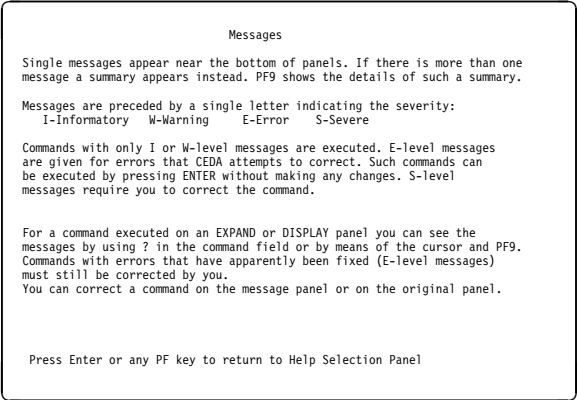 Messages
Single messages appear near the bottom of panels. If there is more than one
message a summary appears instead. PF9 shows the details of such a summary.
Messages are preceded by a single letter indicating the severity:
I-Informatory W-Warning E-Error S-Severe
Commands with only I or W-level messages are executed. E-level messages
are given for errors that CEDA attempts to correct. Such commands can
be executed by pressing ENTER without making any changes. S-level
messages require you to correct the command.
For a command executed on an EXPAND or DISPLAY panel you can see the
messages by using ? in the command field or by means of the cursor and PF9.
Commands with errors that have apparently been fixed (E-level messages)
must still be corrected by you.
You can correct a command on the message panel or on the original panel.
Press Enter or any PF key to return to Help Selection Panel